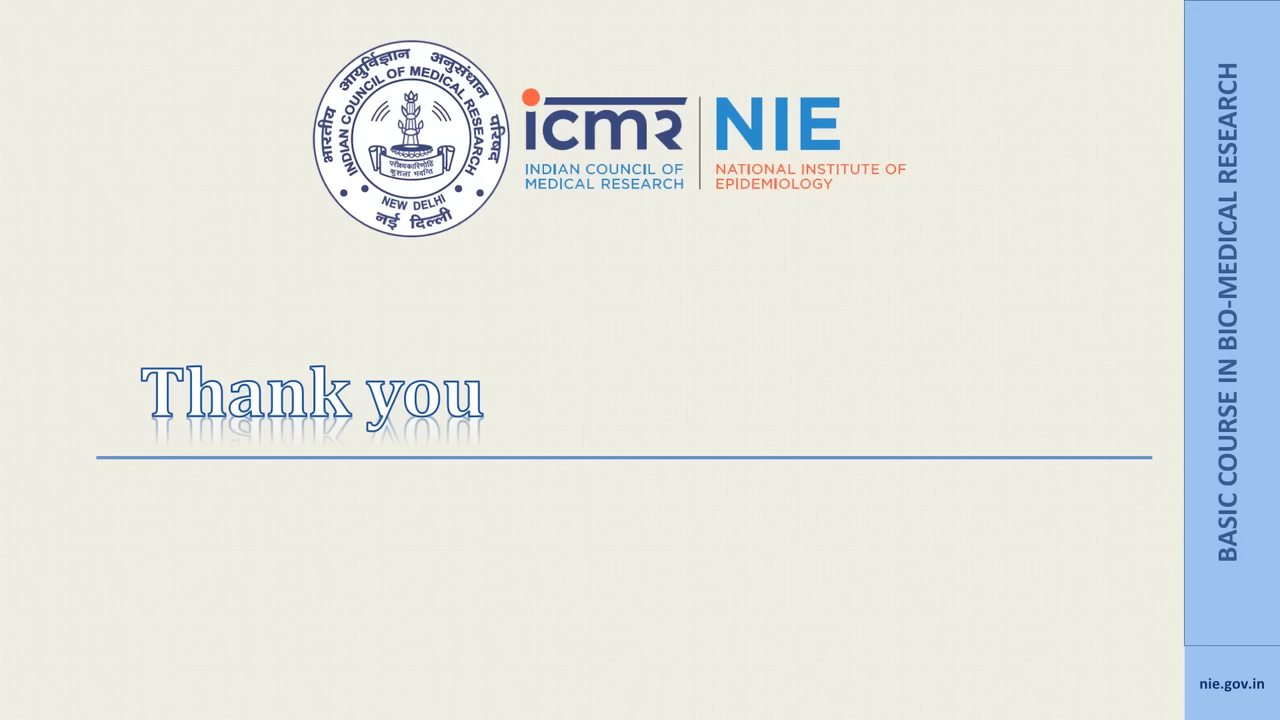 भारतीय आयुर्विज्ञान अनुसंधान परिषद
INDIAN COUNCIL OF MEDICAL RESEARCH
NEW DELHI
नई दिल्ली
icmr
INDIAN COUNCIL OF
MEDICAL RESEARCH
NIE
NATIONAL INSTITUTE OF
EPIDEMIOLOGY
Thank you
BASIC COURSE IN BIO-MEDICAL RESEARCH
nie.gov.in